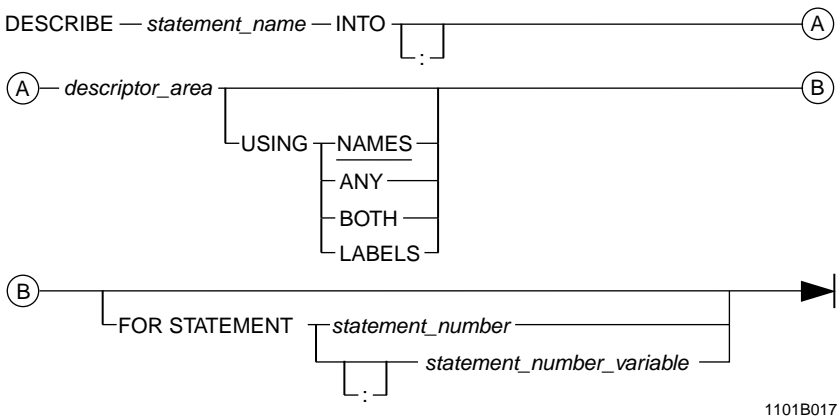 DESCRIBE statement_name INTO A
:
A descriptor_area B
USING NAMES
ANY
BOTH
LABELS
B
FOR STATEMENT statement_number
statement_number_variable
:
1101B017